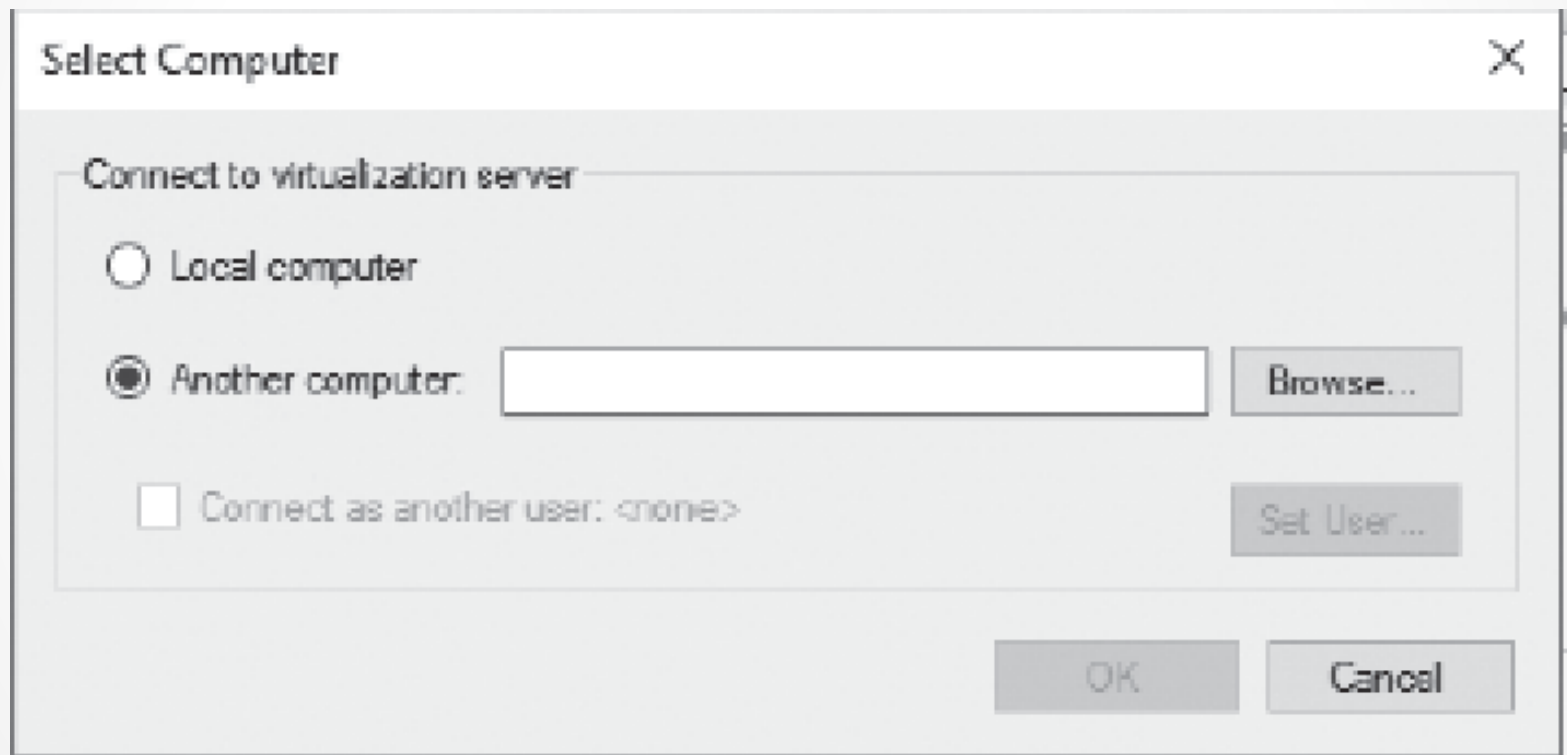 Select Computer
Connect to virtualization server
Local computer
Another computer:
Browse...
Connect as another user: <none>
Set User...
OK
Cancel